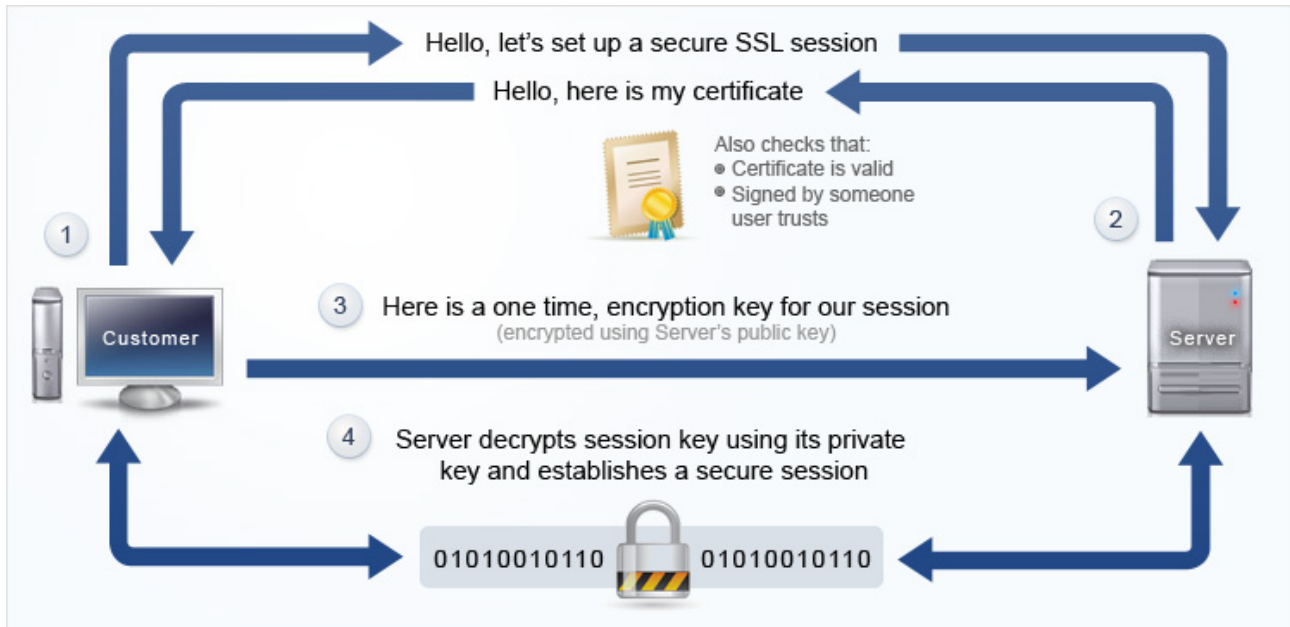 Hello, let's set up a secure SSL session
Hello, here is my certificate
Also checks that:
• Certificate is valid
• Signed by someone
user trusts
1
2
3 Here is a one time, encryption key for our session
(encrypted using Server's public key)
Customer
Server
4 Server decrypts session key using its private
key and establishes a secure session
01010010110 01010010110